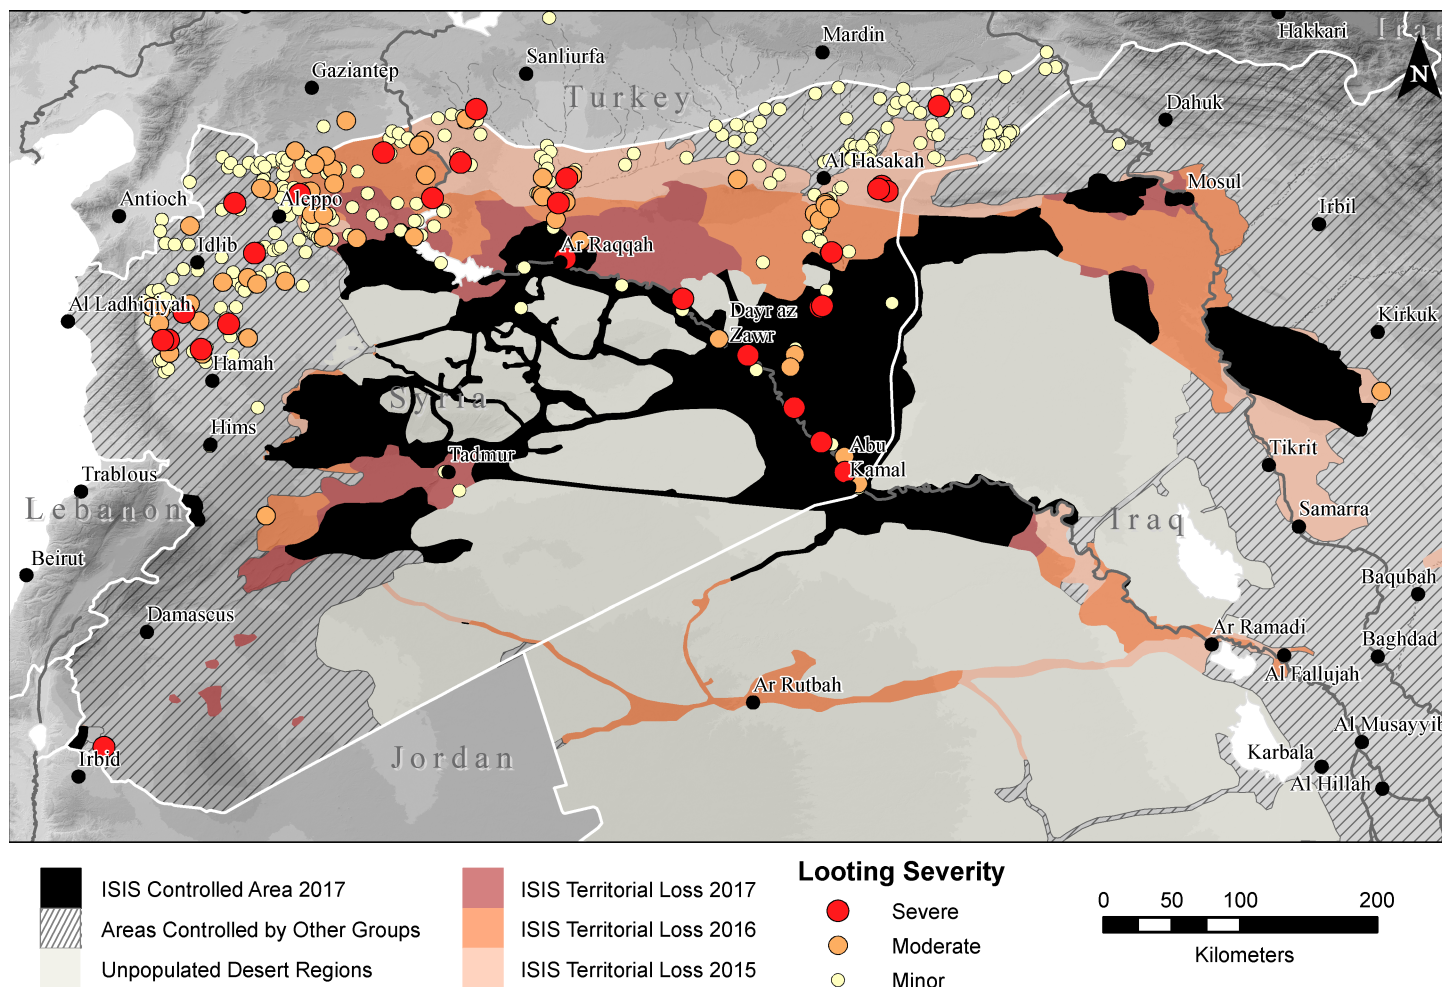 Hakkari
Iran
Mardin
Sanliurfa
Gaziantep
N
Turkey
Dahuk
Al Hasakah
Mosul
Antioch
Aleppo
Irbil
Idlib
Ar Raqqah
Al Ladhiqiyah
Dayr az
Zawr
Kirkuk
Hamah
Syria
Hims
Abu
Kamal
Tadmur
Tikrit
Trablous
Lebanon
Samarra
Iraq
Beirut
Baqubah
Damascus
Ar Ramadi
Baghdad
Al Fallujah
Ar Rutbah
Al Musayyib
Irbid
Jordan
Karbala
Al Hillah
ISIS Controlled Area 2017
Areas Controlled by Other Groups
Unpopulated Desert Regions
ISIS Territorial Loss 2017
ISIS Territorial Loss 2016
ISIS Territorial Loss 2015
Looting Severity
Severe
Moderate
Minor
0 50 100 200
Kilometers